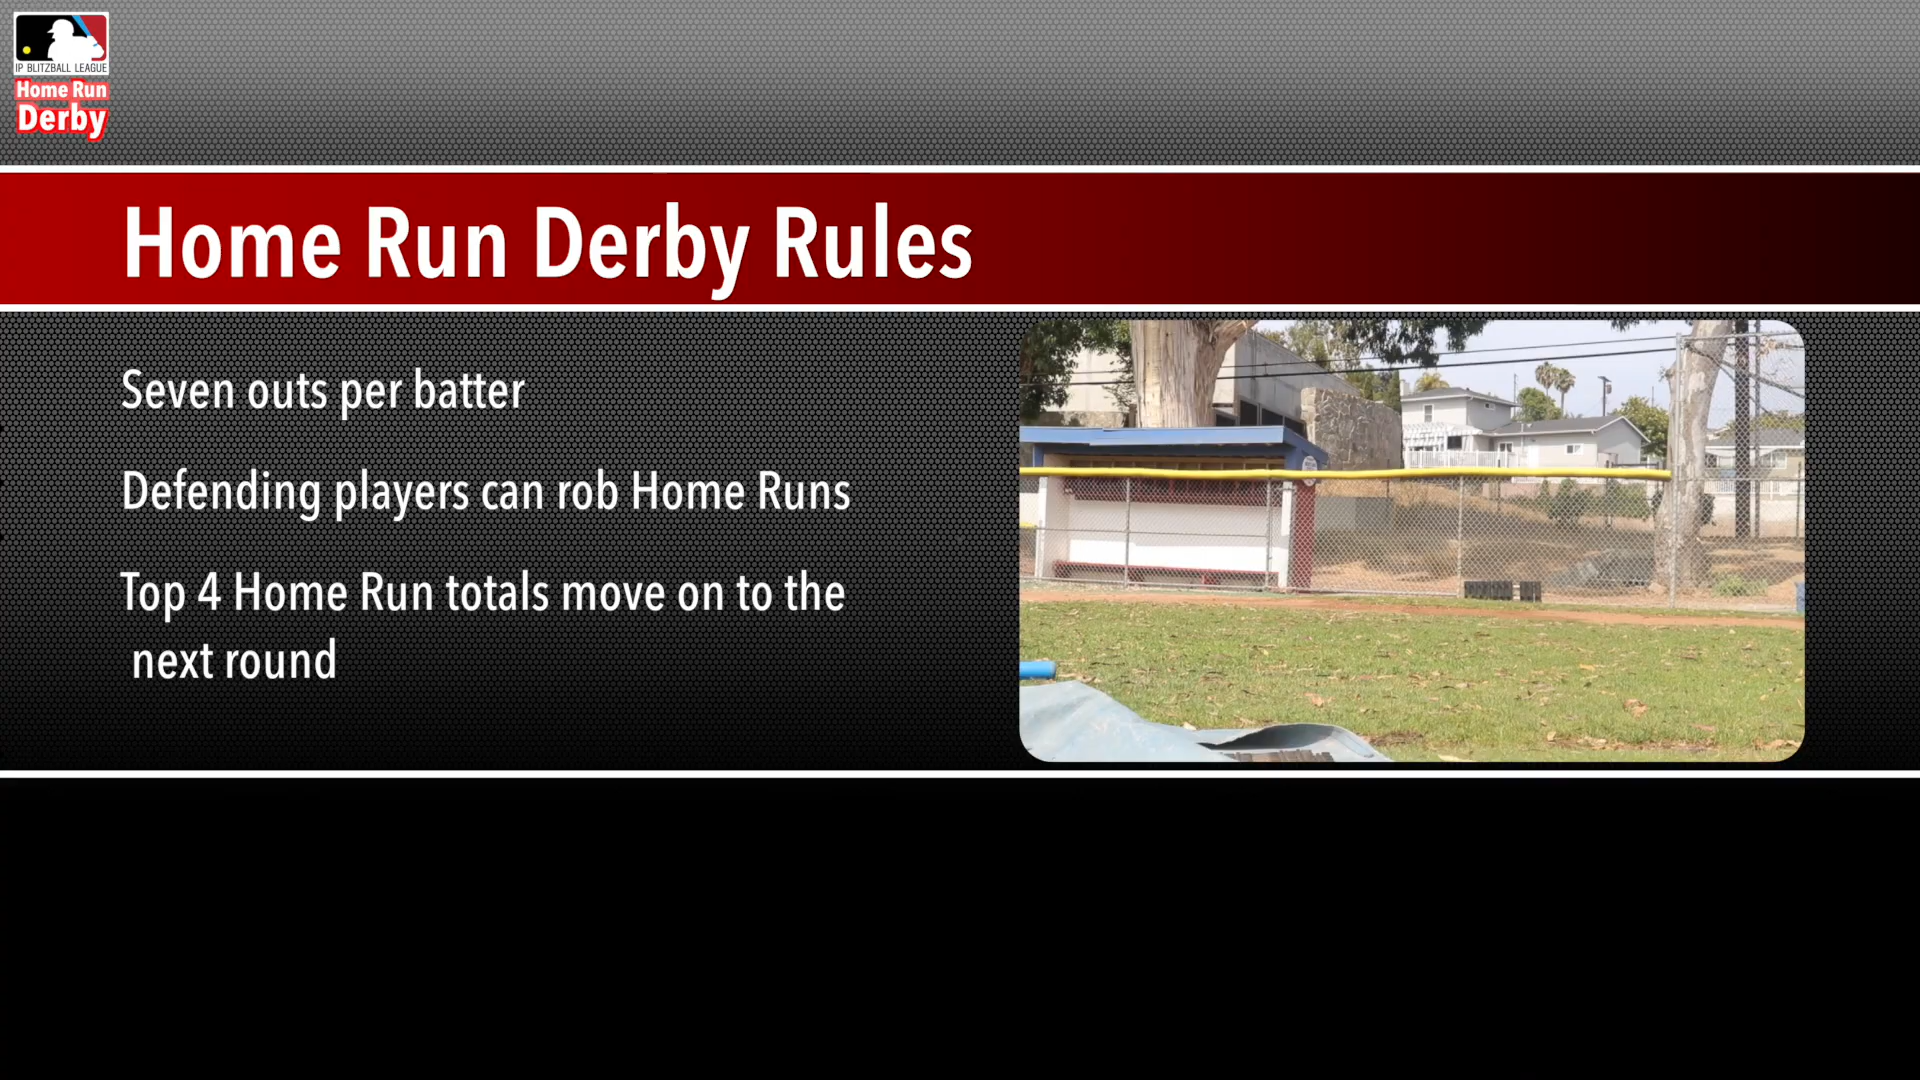 IP BLITZBALL LEAGUE
Home Run
Derby
Home Run Derby Rules
Seven outs per batter
Defending players can rob Home Runs
Top 4 Home Run totals move on to the
next round